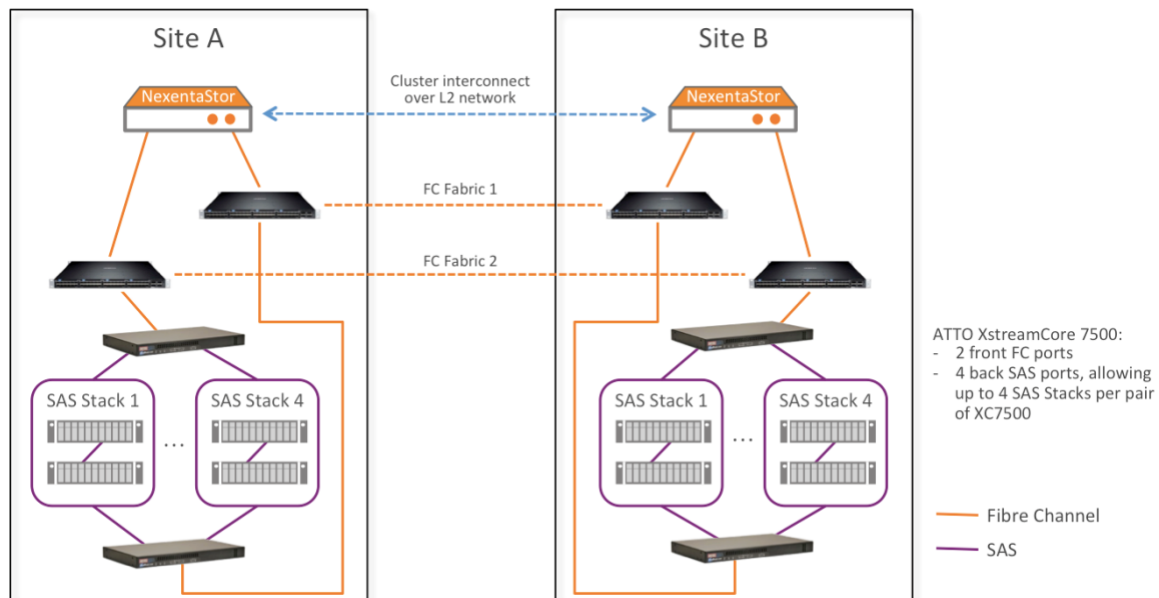 Site A
Site B
NexentaStor
Cluster interconnect
over L2 network
NexentaStor
FC Fabric 1
FC Fabric 2
SAS Stack 1
SAS Stack 4
...
SAS Stack 1
SAS Stack 4
...
ATTO XstreamCore 7500:
- 2 front FC ports
- 4 back SAS ports, allowing
up to 4 SAS Stacks per pair
of XC7500
Fibre Channel
SAS